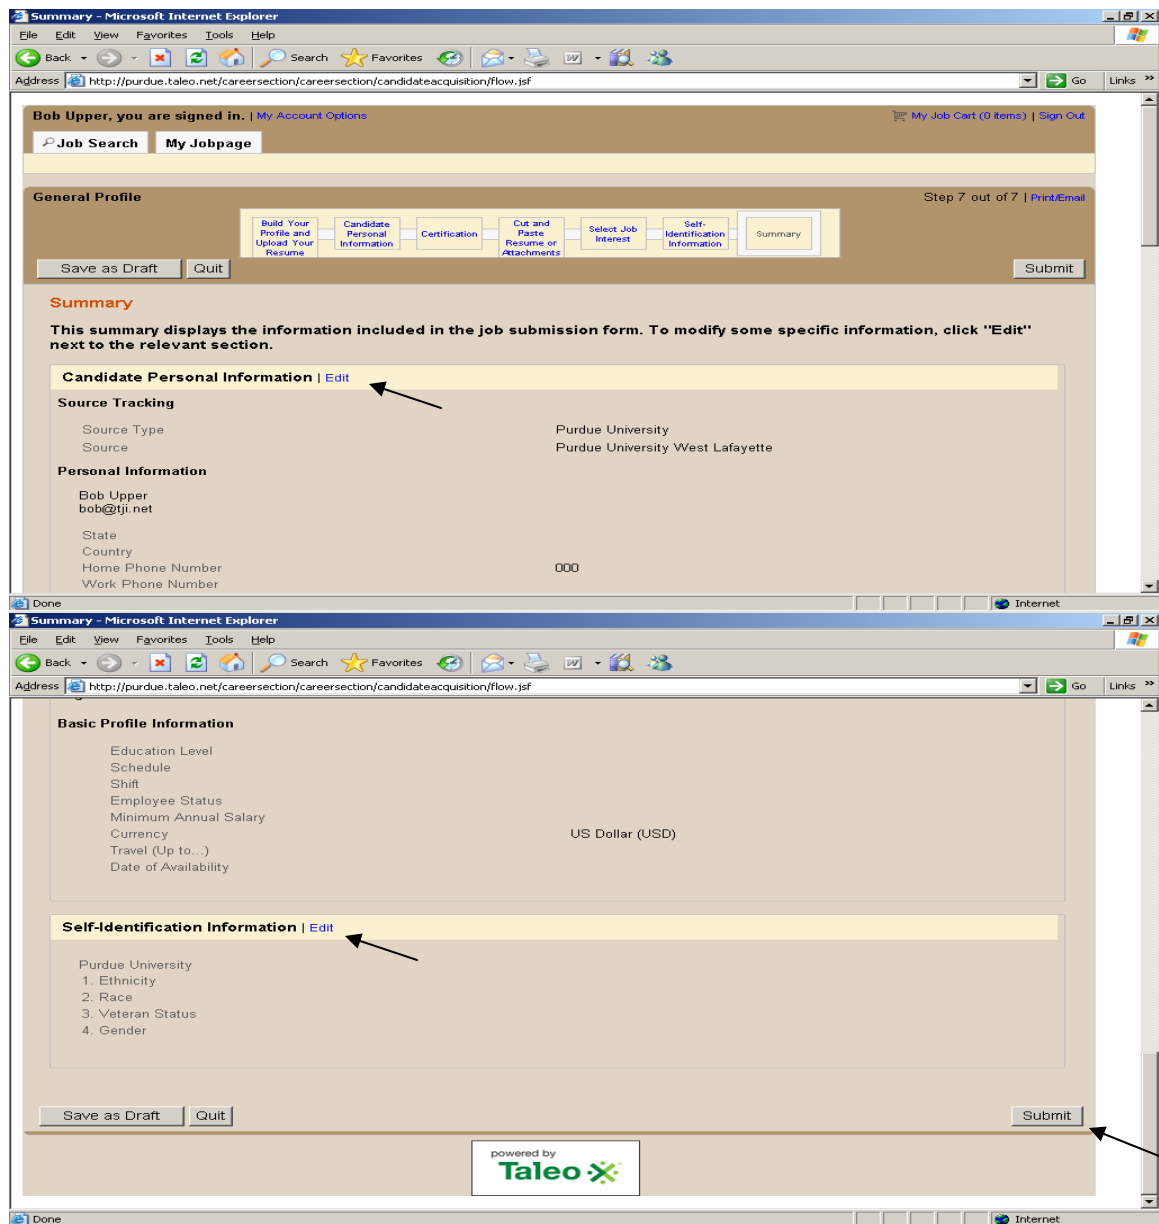 Summary - Microsoft Internet Explorer
File Edit View Favorites Tools Help
Back Search Favorites
Address http://purdue.taleo.net/careersection/careersection/candidateacquisition/flow.jsf Go Links »
Bob Upper, you are signed in. | My Account Options My Job Cart (0 items) | Sign Out
Job Search My Jobpage
General Profile Step 7 out of 7 | Print/Email
Build Your Profile and Upload Your Resume
Candidate Personal Information
Certification
Cut and Paste Resume or Attachments
Select Job Interest
Self-Identification Information
Summary
Save as Draft Quit Submit
Summary
This summary displays the information included in the job submission form. To modify some specific information, click "Edit"
next to the relevant section.
Candidate Personal Information | Edit
Source Tracking
Source Type Purdue University
Source Purdue University West Lafayette
Personal Information
Bob Upper
bob@tji.net
State
Country
Home Phone Number 000
Work Phone Number
Done Internet
Summary - Microsoft Internet Explorer
File Edit View Favorites Tools Help
Back Search Favorites
Address http://purdue.taleo.net/careersection/careersection/candidateacquisition/flow.jsf Go Links »
Basic Profile Information
Education Level
Schedule
Shift
Employee Status
Minimum Annual Salary
Currency US Dollar (USD)
Travel (Up to...)
Date of Availability
Self-Identification Information | Edit
Purdue University
1. Ethnicity
2. Race
3. Veteran Status
4. Gender
Save as Draft Quit Submit
powered by
Taleo
Done Internet